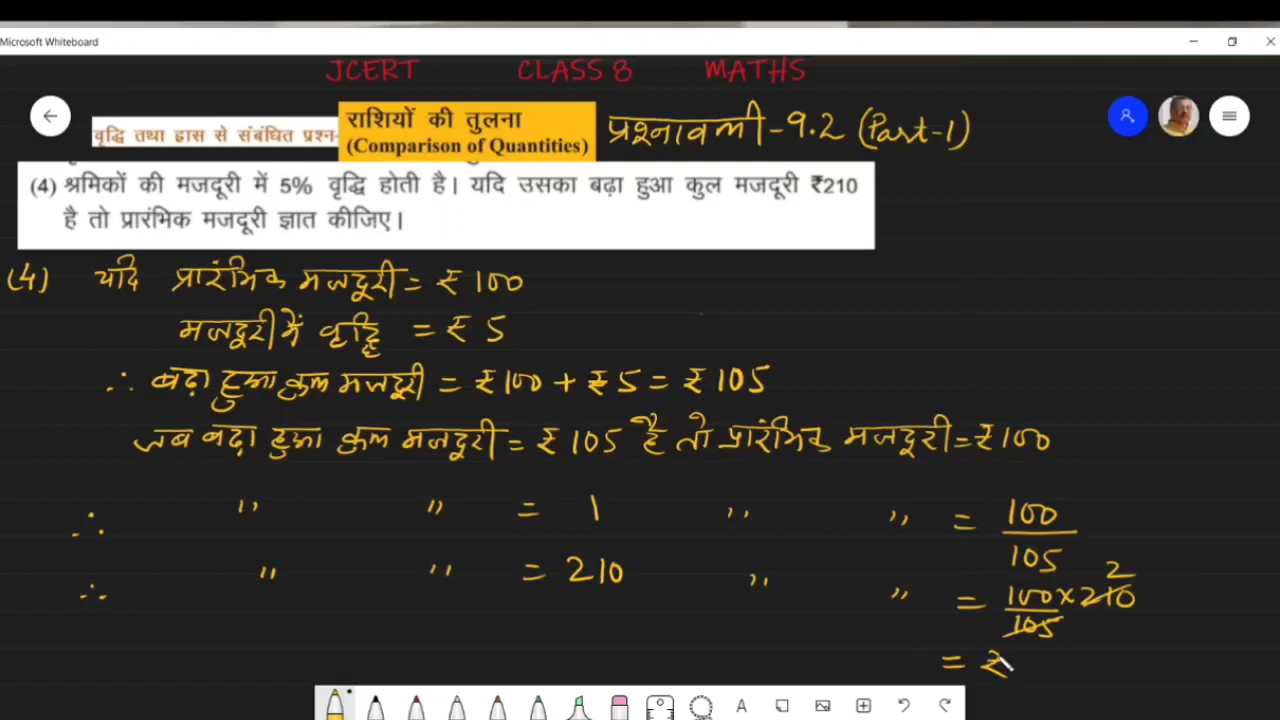 Microsoft Whiteboard
JCERT CLASS 8 MATHS
वृद्धि तथा ह्रास से संबंधित प्रश्न-
राशियों की तुलना
(Comparison of Quantities)
प्रश्नावली-9.2 (Part-1)
(4) श्रमिकों की मजदूरी में 5% वृद्धि होती है। यदि उसका बढ़ा हुआ कुल मजदूरी ₹210
है तो प्रारंभिक मजदूरी ज्ञात कीजिए।
(4) यदि प्रारंभिक मजदूरी = ₹ 100
मजदूरी में वृद्धि = ₹ 5
∴ बढ़ा हुआ कुल मजदूरी = ₹100 + ₹5 = ₹105
जब बढ़ा हुआ कुल मजदूरी = ₹ 105 है तो प्रारंभिक मजदूरी = ₹100
∴ " " = 1 " " = 100/105
∴ " " = 210 " " = 100×210/105 2
= ₹
A